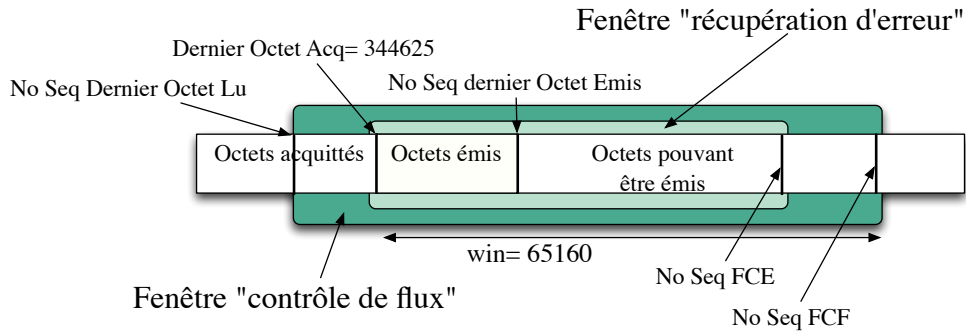 Fenêtre "récupération d'erreur"
Dernier Octet Acq= 344625
No Seq dernier Octet Emis
No Seq Dernier Octet Lu
Octets acquittés
Octets émis
Octets pouvant
être émis
win= 65160
No Seq FCE
Fenêtre "contrôle de flux"
No Seq FCF